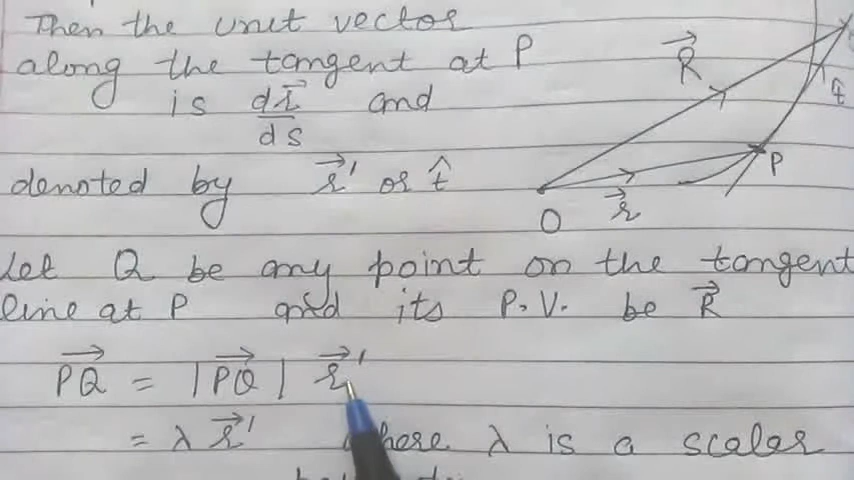 Then the unit vector
along the tangent at P
is d𝑟⃗/ds and
denoted by 𝑟⃗' or t̂
R⃗
t̂
P
O
𝑟⃗
Let Q be any point on the tangent
line at P and its P.V. be R⃗
PQ⃗ = |PQ⃗| 𝑟⃗'
= λ 𝑟⃗' where λ is a scalar